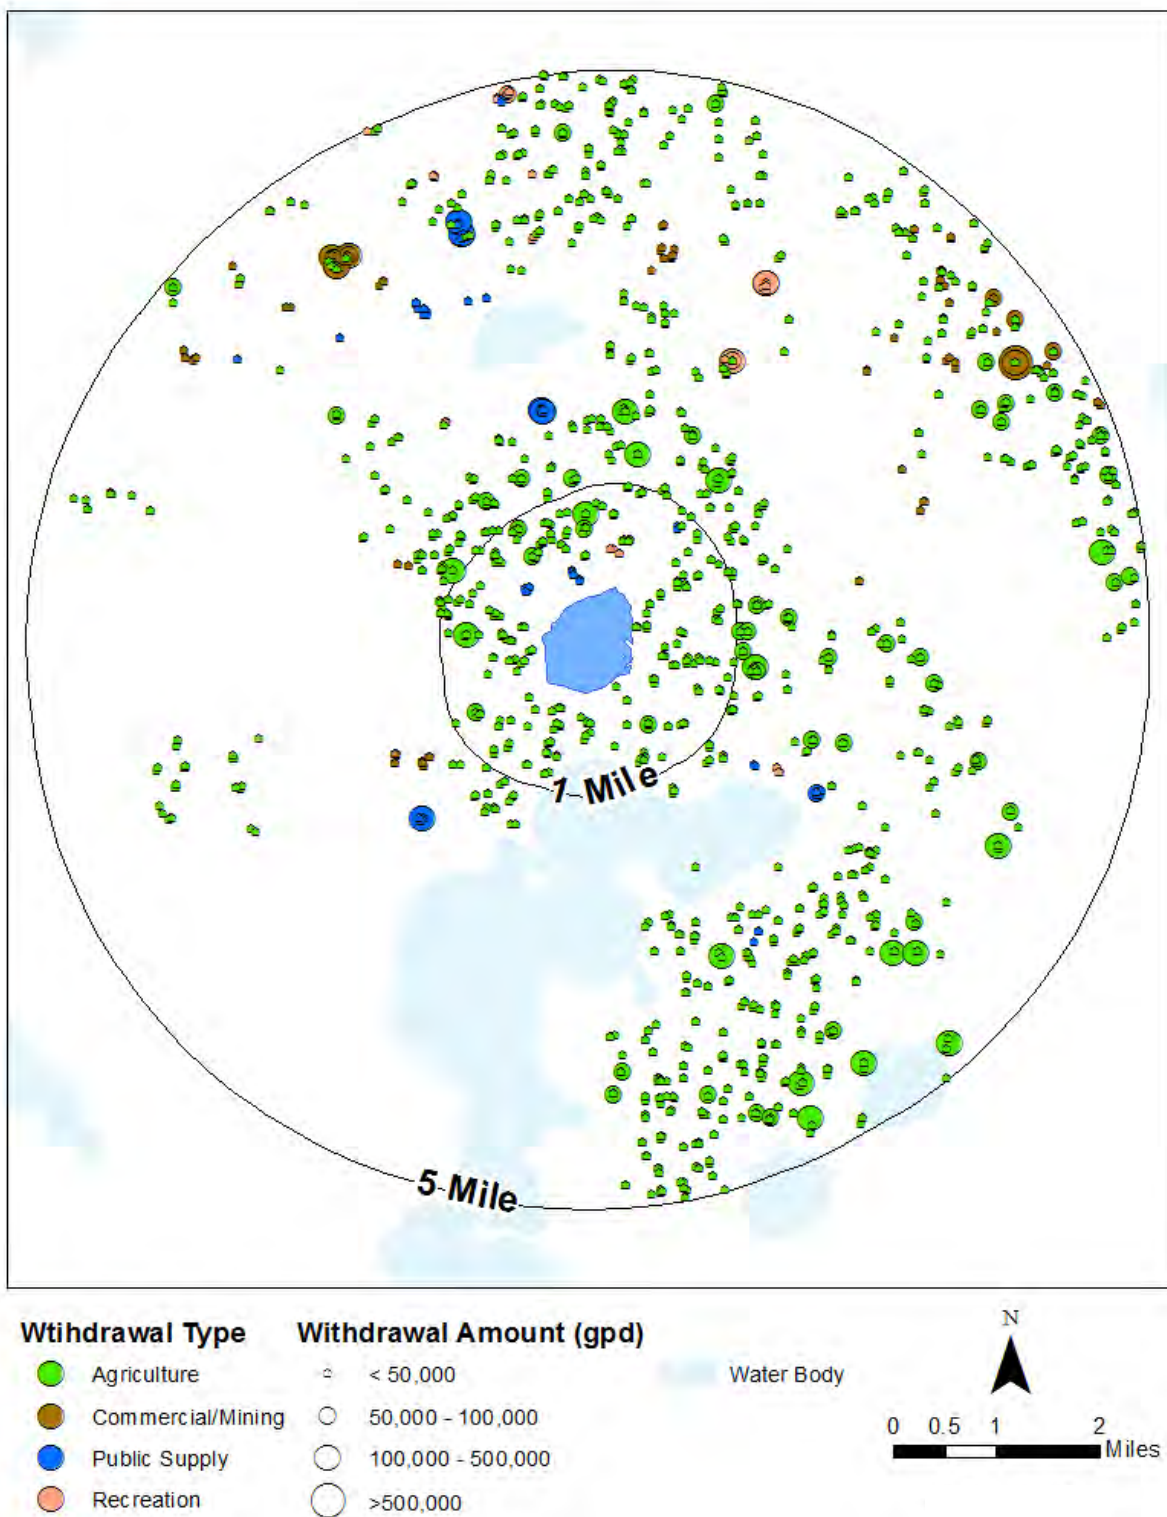 1 Mile
5 Mile
Wtihdrawal Type
Agriculture
Commercial/Mining
Public Supply
Recreation
Withdrawal Amount (gpd)
< 50,000
50,000 - 100,000
100,000 - 500,000
>500,000
Water Body
N
0 0.5 1 2
Miles